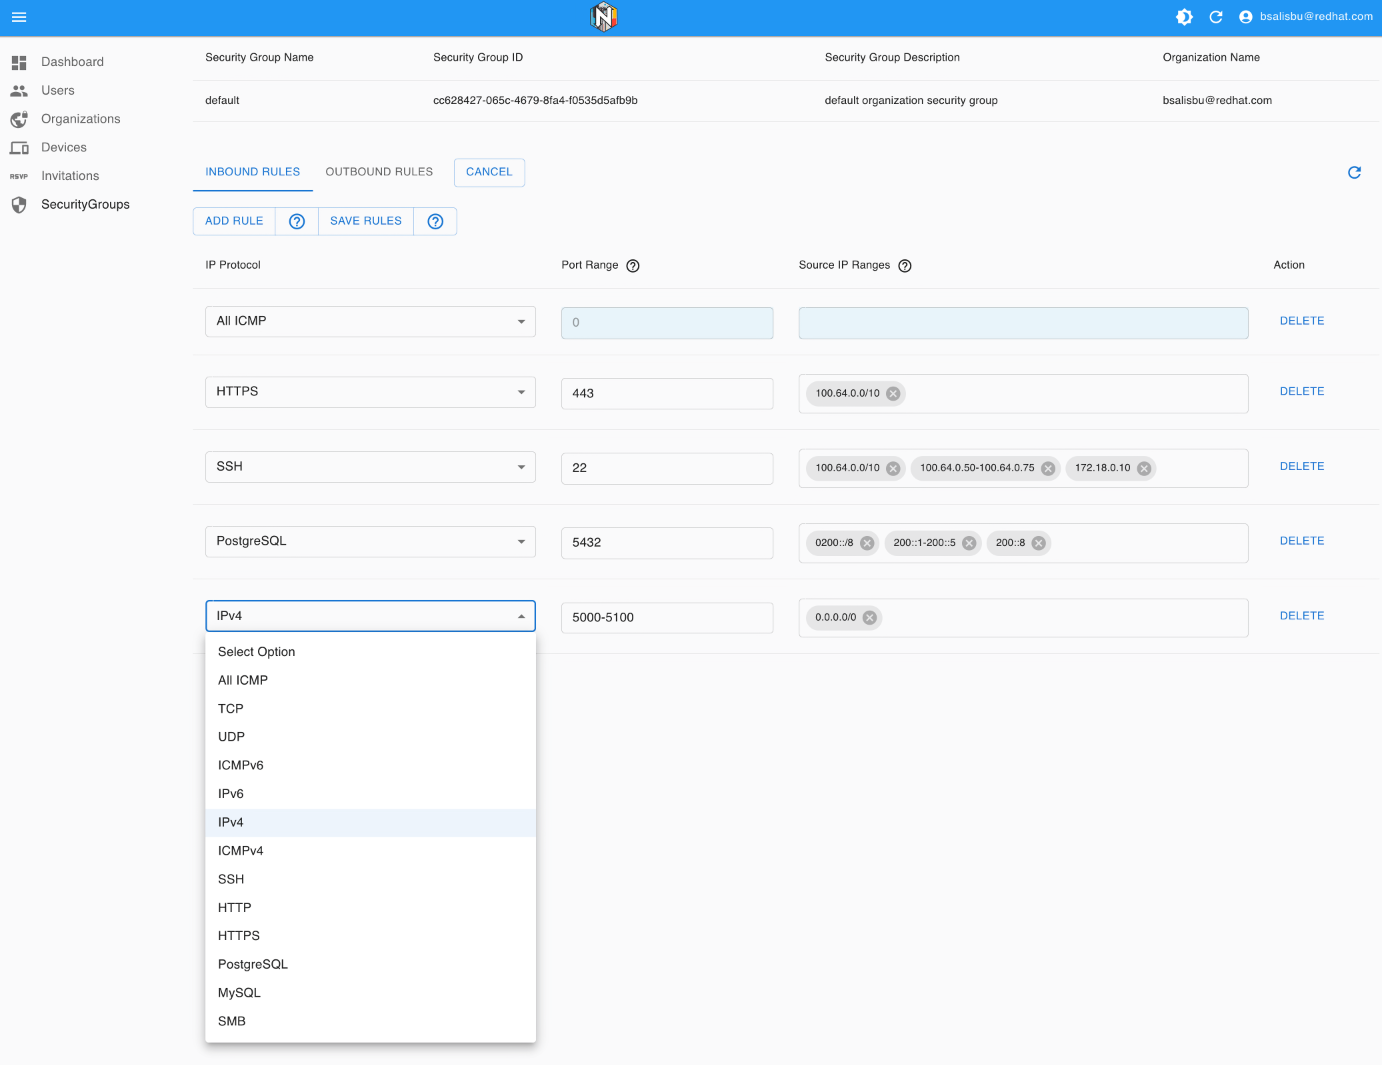 N
bsalisbu@redhat.com
Dashboard
Users
Organizations
Devices
RSVP Invitations
SecurityGroups
Security Group Name Security Group ID Security Group Description Organization Name
default cc628427-065c-4679-8fa4-f0535d5afb9b default organization security group bsalisbu@redhat.com
INBOUND RULES OUTBOUND RULES CANCEL
ADD RULE ? SAVE RULES ?
IP Protocol Port Range ? Source IP Ranges ? Action
All ICMP 0 DELETE
HTTPS 443 100.64.0.0/10 DELETE
SSH 22 100.64.0.0/10 100.64.0.50-100.64.0.75 172.18.0.10 DELETE
PostgreSQL 5432 0200::/8 200::1-200::5 200::8 DELETE
IPv4 5000-5100 0.0.0.0/0 DELETE
Select Option
All ICMP
TCP
UDP
ICMPv6
IPv6
IPv4
ICMPv4
SSH
HTTP
HTTPS
PostgreSQL
MySQL
SMB